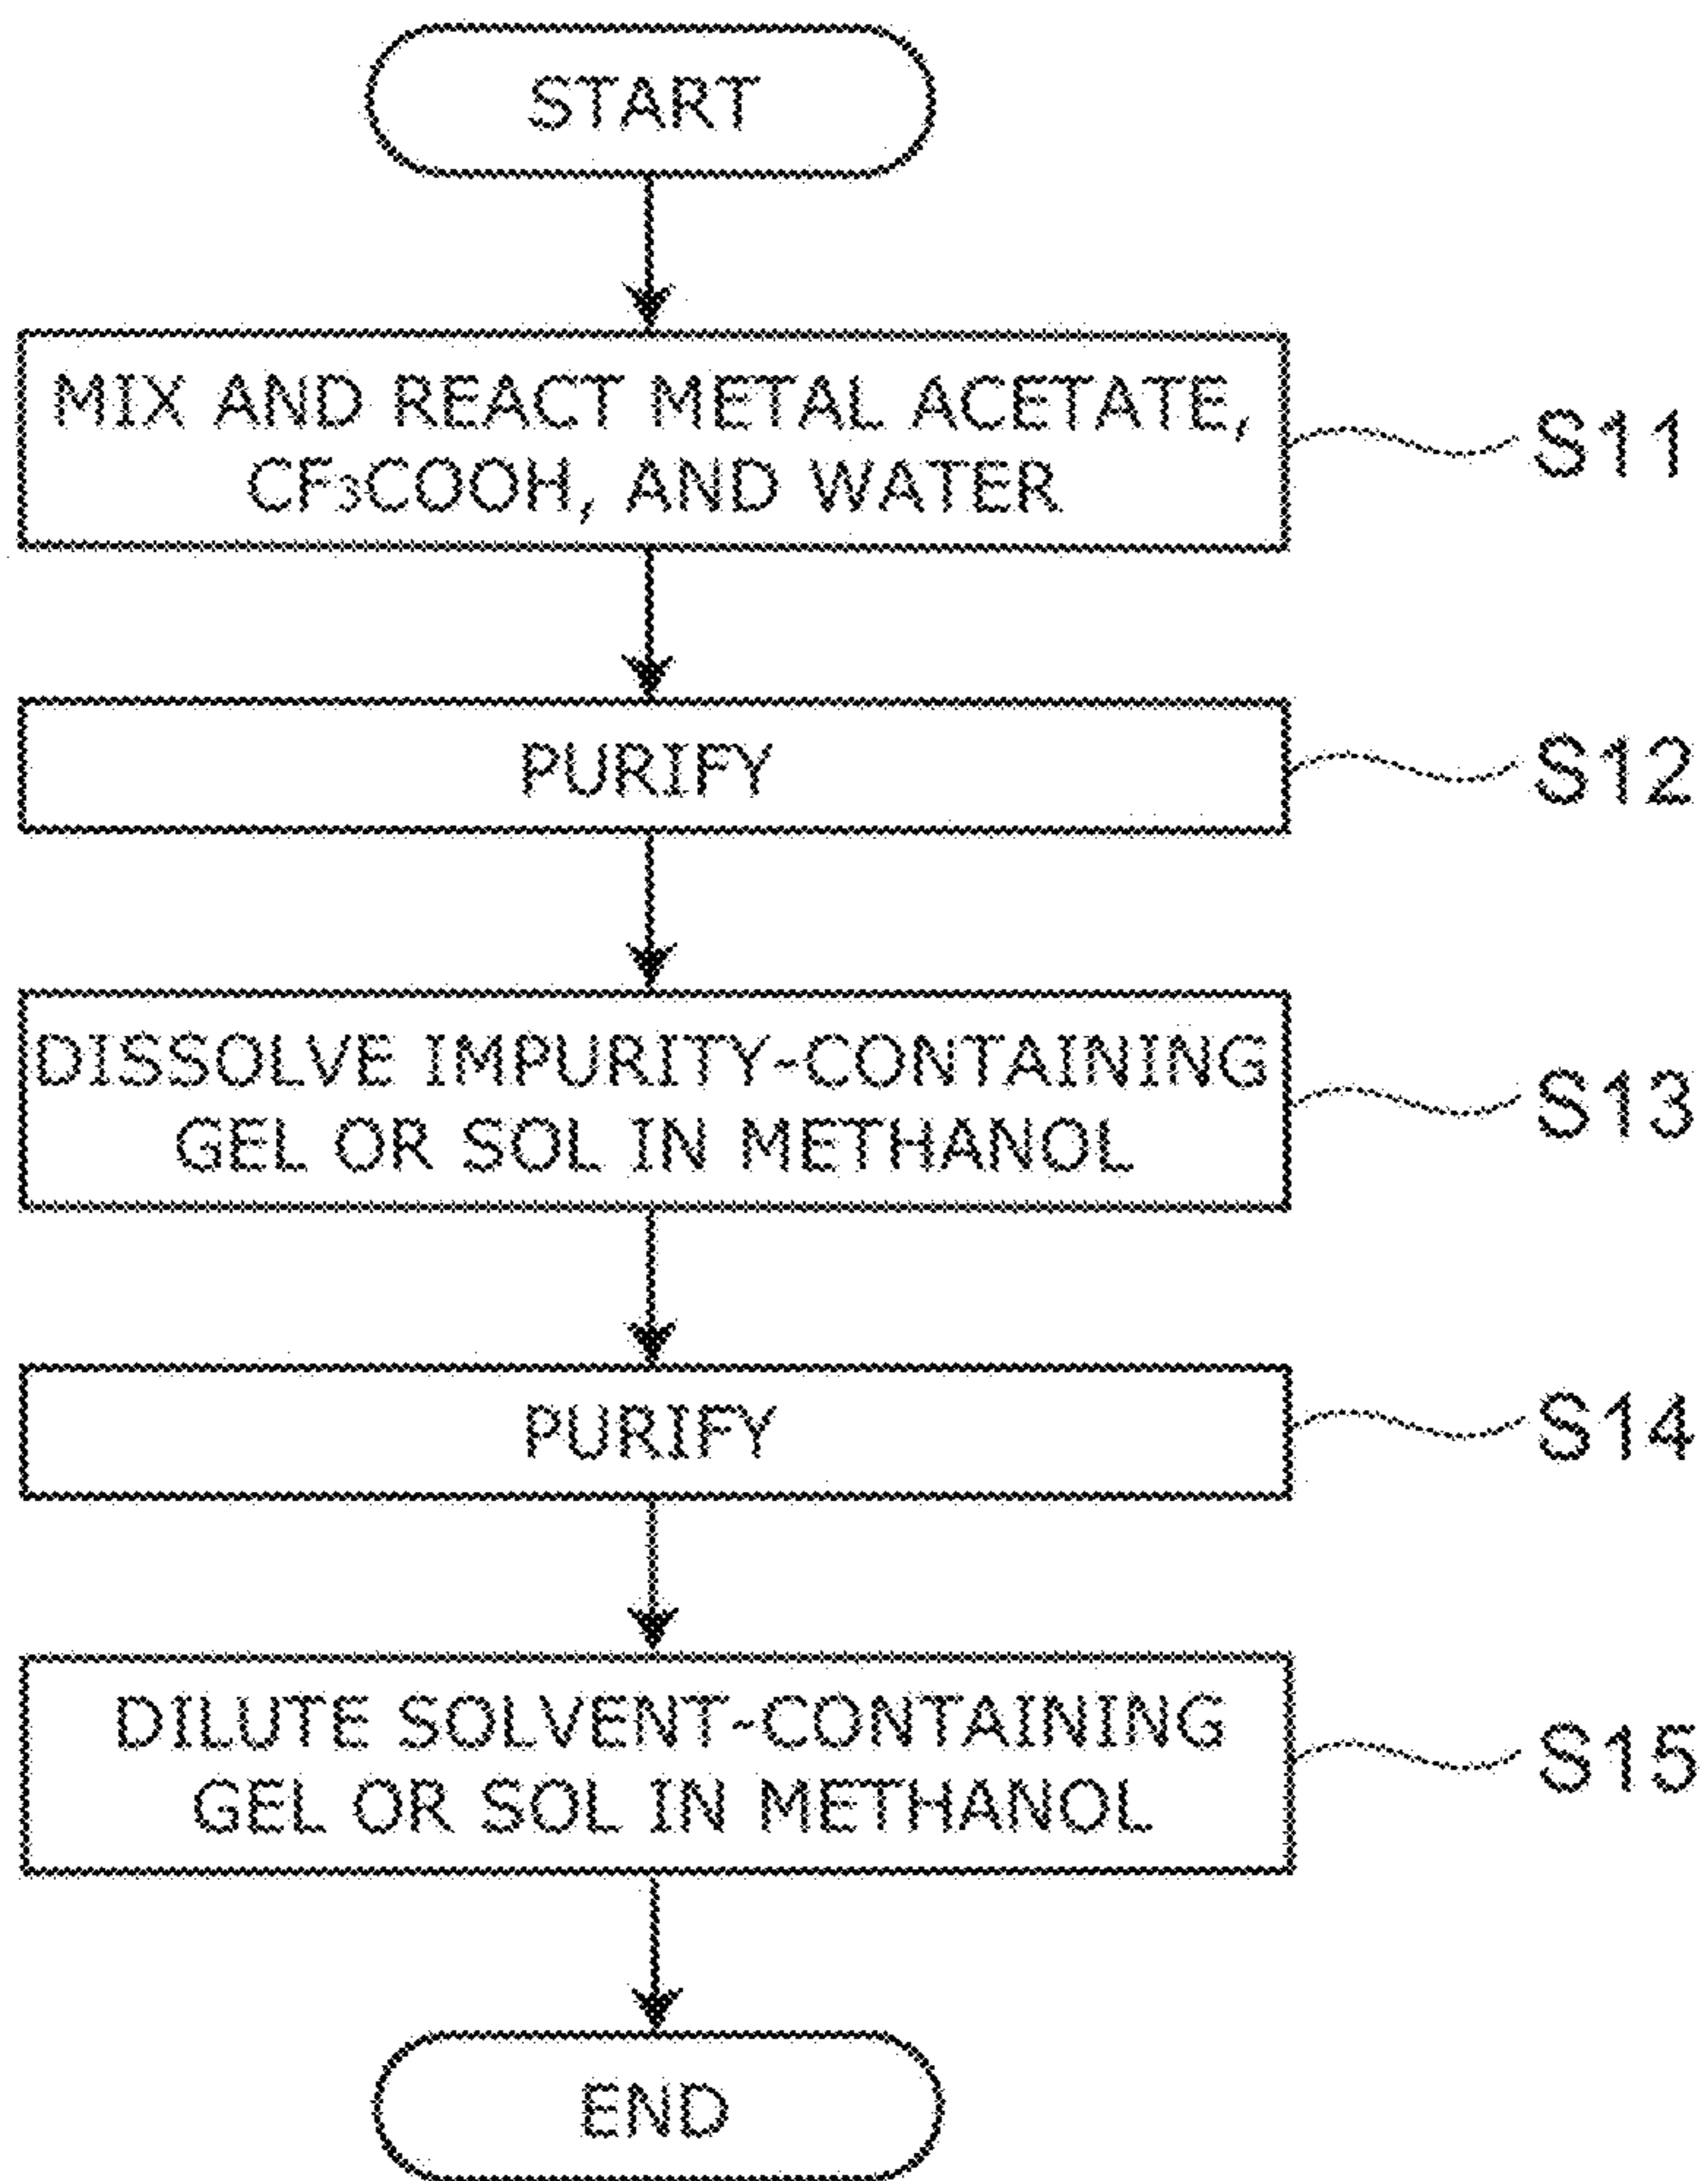 START
MIX AND REACT METAL ACETATE,
CF₃COOH, AND WATER
S11
PURIFY
S12
DISSOLVE IMPURITY-CONTAINING
GEL OR SOL IN METHANOL
S13
PURIFY
S14
DILUTE SOLVENT-CONTAINING
GEL OR SOL IN METHANOL
S15
END